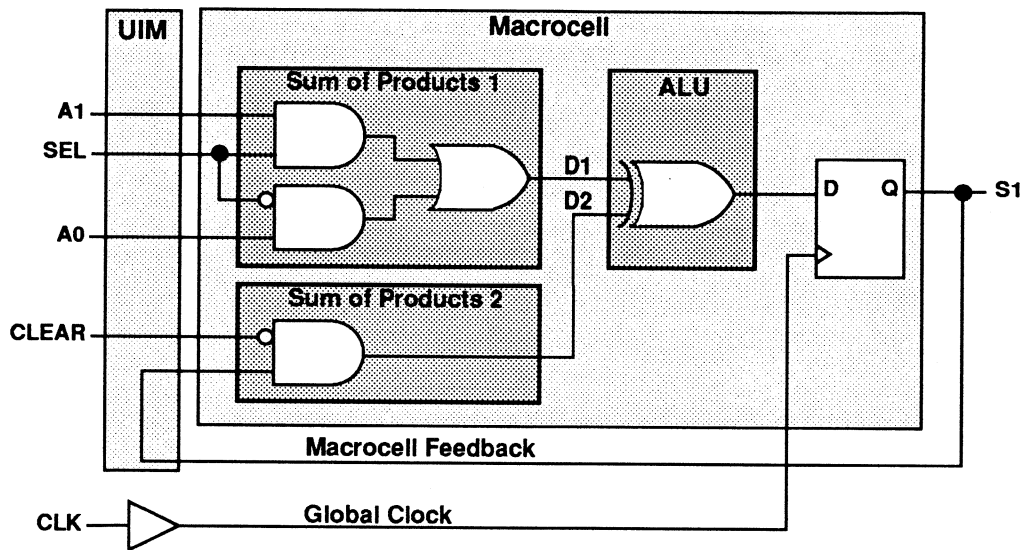 UIM
Macrocell
Sum of Products 1
ALU
A1
SEL
D1
D2
D Q
S1
A0
Sum of Products 2
CLEAR
Macrocell Feedback
CLK
Global Clock